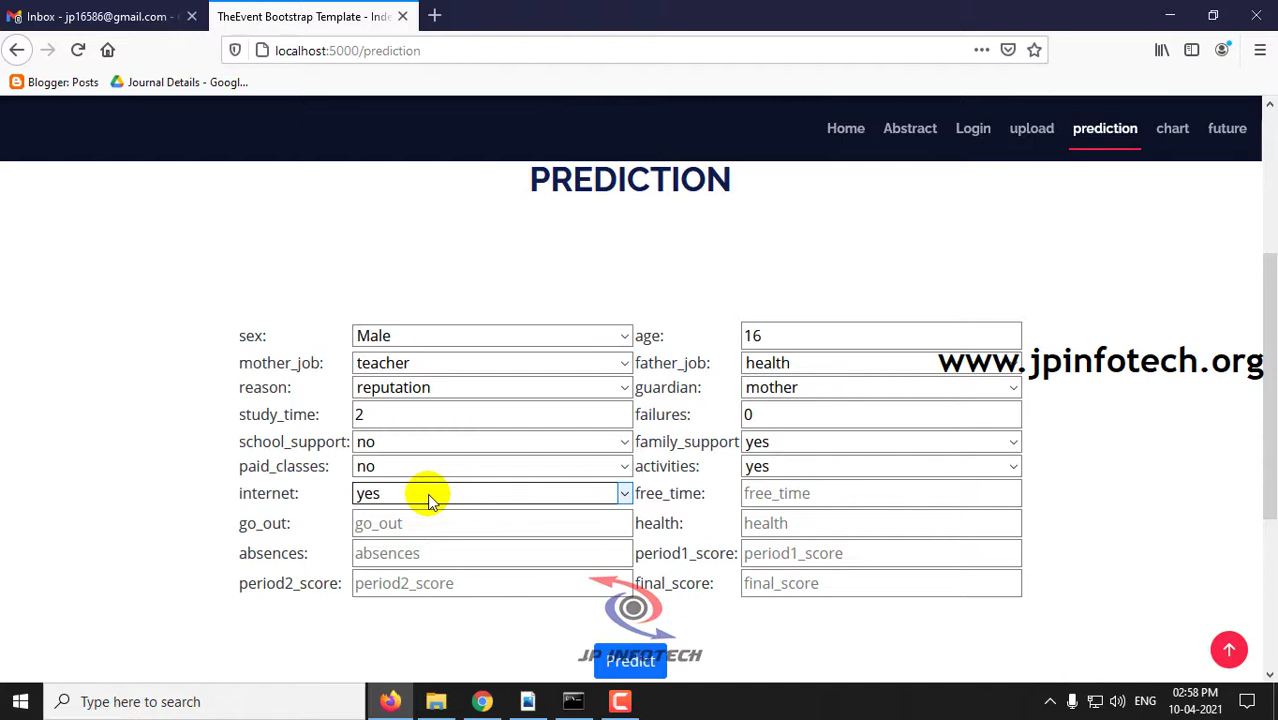 Inbox - jp16586@gmail.com -
TheEvent Bootstrap Template - Inde
localhost:5000/prediction
Blogger: Posts
Journal Details - Googl...
Home
Abstract
Login
upload
prediction
chart
future
PREDICTION
sex: Male age: 16
mother_job: teacher father_job: health
www.jpinfotech.org
reason: reputation guardian: mother
study_time: 2 failures: 0
school_support: no family_support yes
paid_classes: no activities: yes
internet: yes free_time: free_time
go_out: go_out health: health
absences: absences period1_score: period1_score
period2_score: period2_score final_score: final_score
JP INFOTECH
Predict
Type here to search
ENG
02:58 PM
10-04-2021